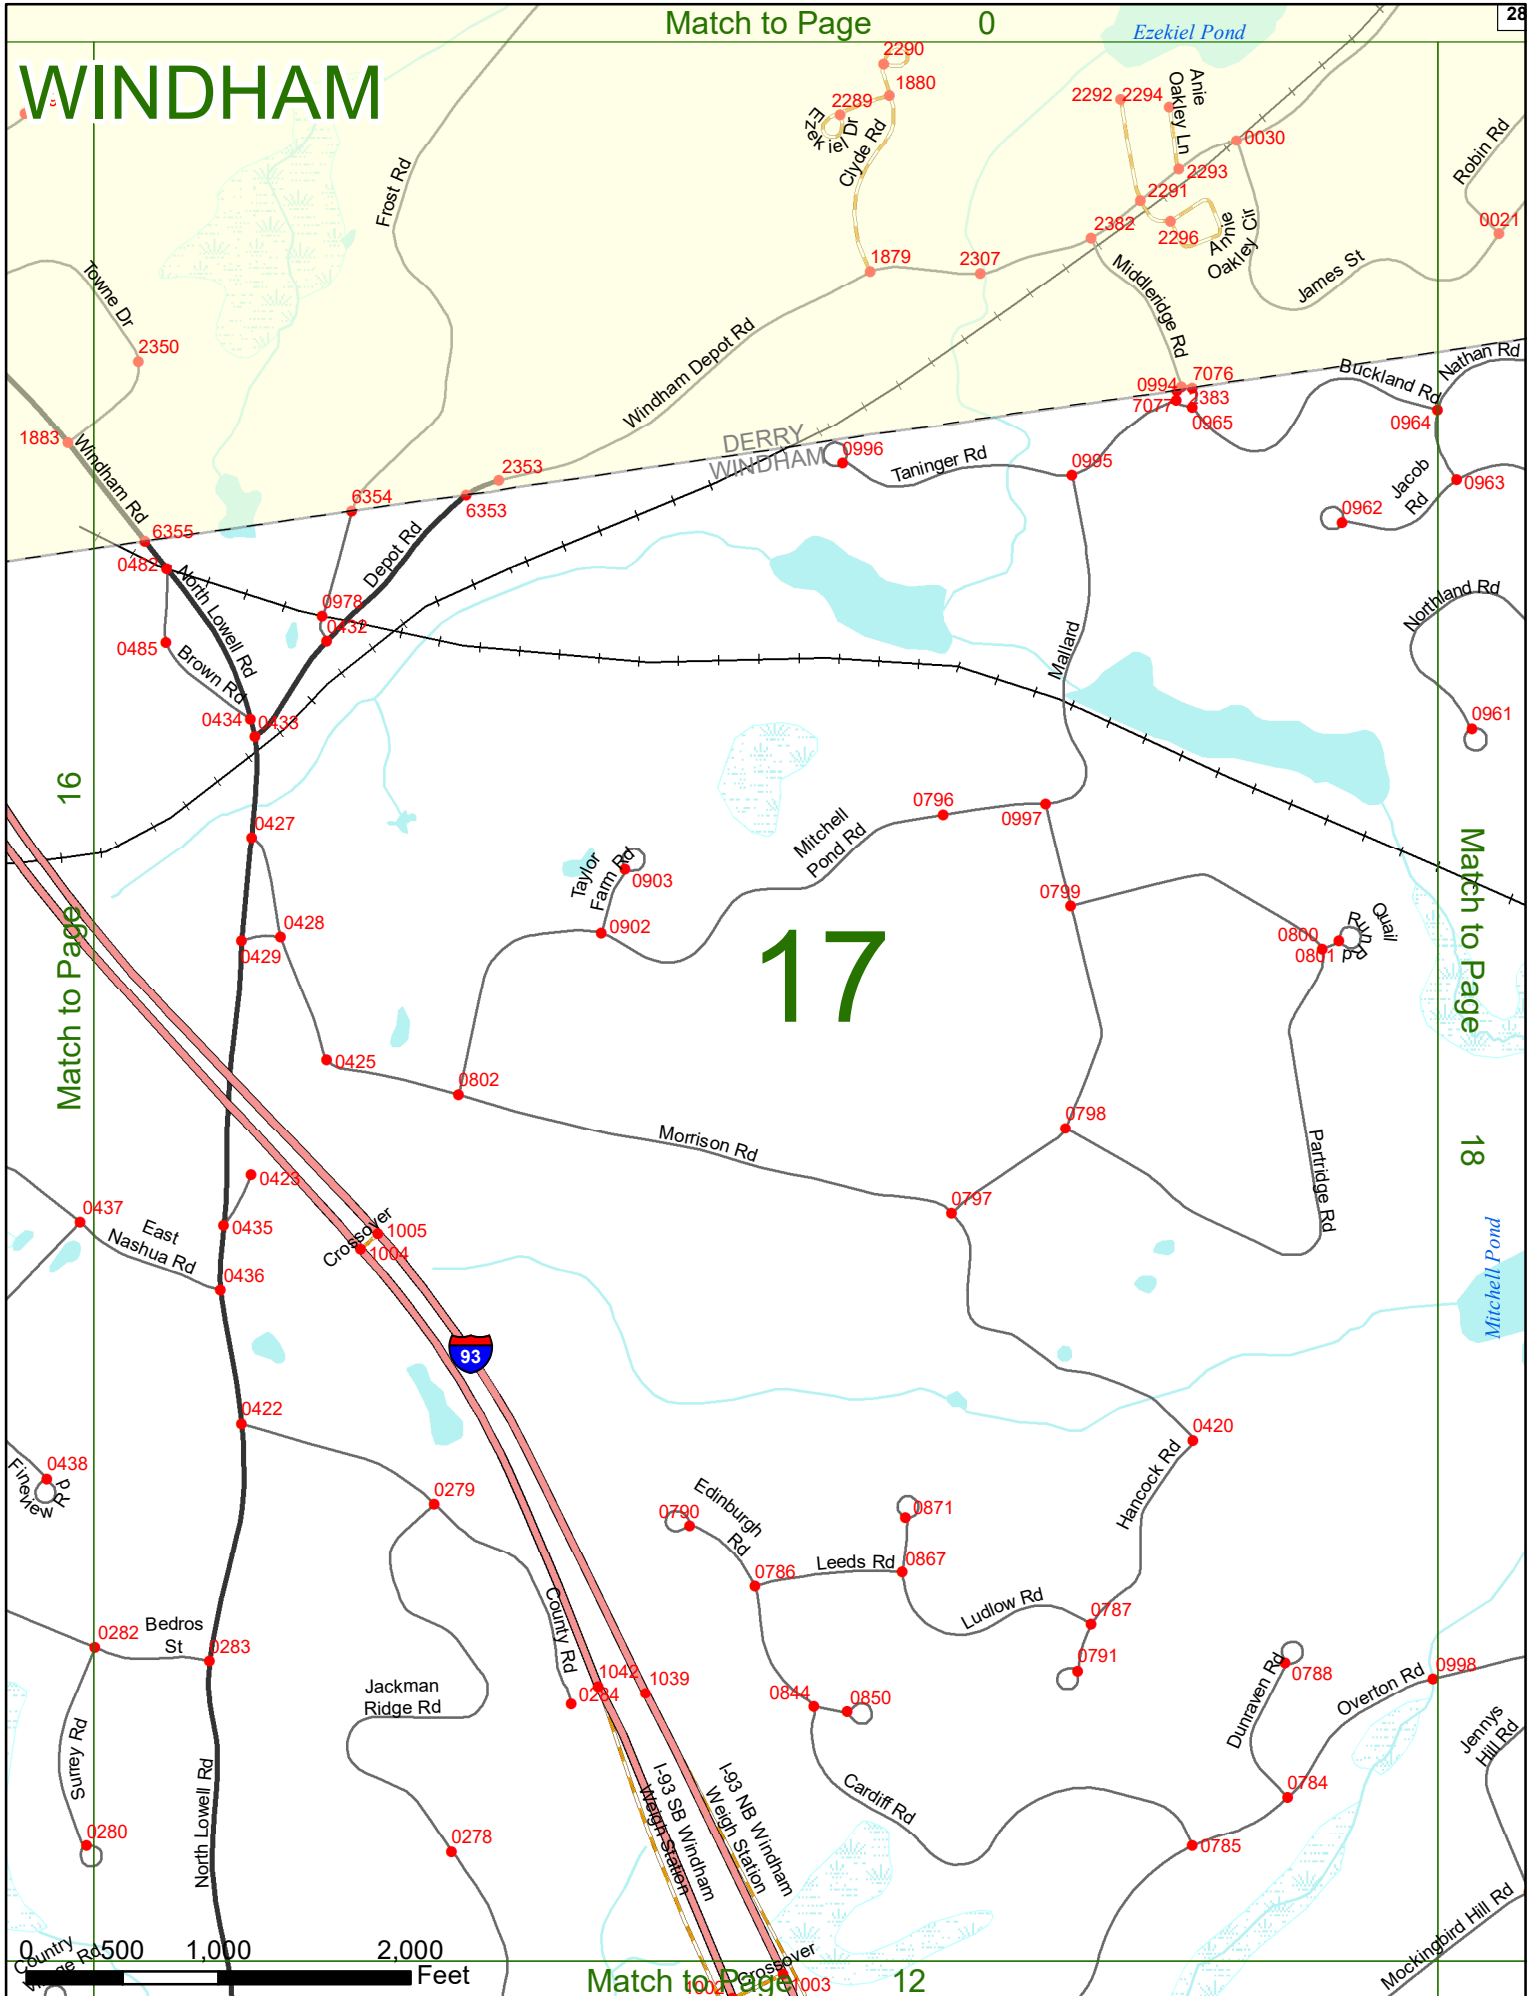 Match to Page 0
28
Ezekiel Pond
WINDHAM
2290
1880
2289
Ezekiel Dr
Clyde Rd
2292
2294
Anie
Oakley Ln
0030
2293
2291
2382
2296
Annie
Oakley Cir
Robin Rd
0021
Frost Rd
1879
2307
Middleridge Rd
James St
Towne Dr
2350
Windham Depot Rd
0994
7076
7077
2383
0965
Buckland Rd
Nathan Rd
0964
1883
Windham Rd
DERRY
WINDHAM
0996
Taninger Rd
0995
Jacob
Rd
0963
0962
2353
6353
6354
6355
0482
Depot Rd
North Lowell Rd
0978
0432
0485
Brown Rd
0434
0433
Mallard
Northland Rd
0961
16
Match to Page
0427
0428
0429
Taylor
Farm Rd
0903
0902
Mitchell
Pond Rd
0796
0997
0799
17
0800
0801
Quail
Run
Rd
Match to Page
18
0425
0802
Morrison Rd
0798
Partridge Rd
0797
0423
0437
East
Nashua Rd
0435
0436
Crossover
1005
1004
93
Mitchell Pond
0422
0420
Hancock Rd
0438
Fineview Rd
0279
0790
Edinburgh
Rd
0871
0786
Leeds Rd
0867
Ludlow Rd
0787
0791
0282
Bedros
St
0283
County Rd
1042
1039
0284
Jackman
Ridge Rd
0844
0850
Dunraven Rd
0788
Overton Rd
0998
Jennys
Hill Rd
Surrey Rd
North Lowell Rd
0280
0278
I-93 SB Windham
Weigh Station
I-93 NB Windham
Weigh Station
Cardiff Rd
0784
0785
Mockingbird Hill Rd
0 500 1,000 2,000
Feet
Country
Rd
Crossover
1002
1003
Match to Page 12